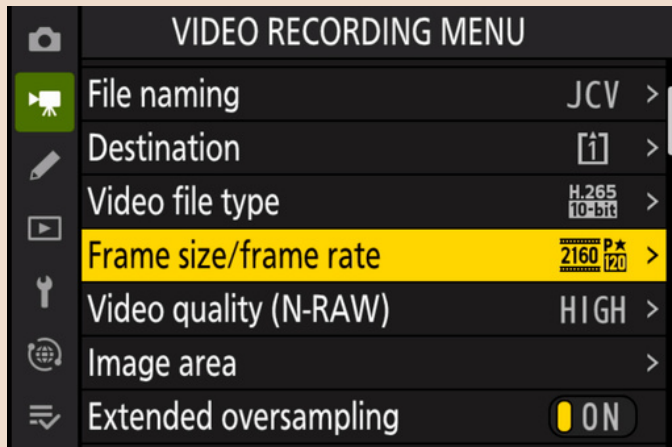 VIDEO RECORDING MENU
File naming JCV >
Destination [1] >
Video file type H.265 10-bit >
Frame size/frame rate 2160 P★ 120 >
Video quality (N-RAW) HIGH >
Image area >
Extended oversampling ON